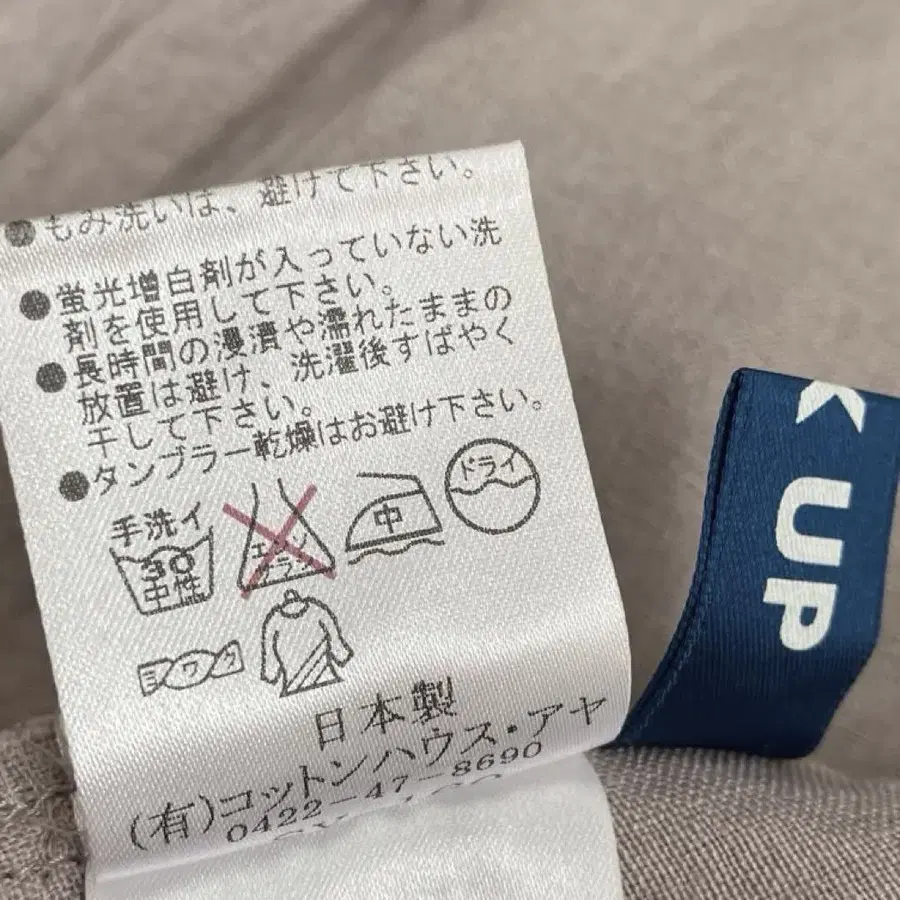 ●もみ洗いは、避けて下さい。
●蛍光増白剤が入っていない洗
剤を使用して下さい。
●長時間の浸漬や濡れたままの
放置は避け、洗濯後すばやく
干して下さい。
●タンブラー乾燥はお避け下さい。
手洗イ
30
中性
エンソ
サラシ
中
ドライ
ヨワク
日本製
(有)コットンハウス・アヤ
0422-47-8690
K UP